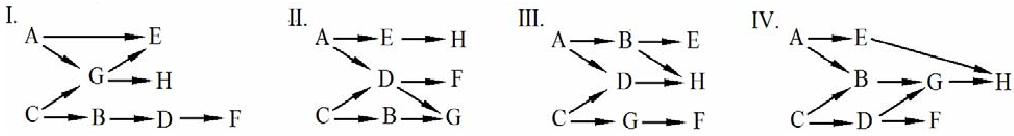 I.
A E
G H
C B D F
II.
A E H
D F
C B G
III.
A B E
D H
C G F
IV.
A E
B G H
C D F